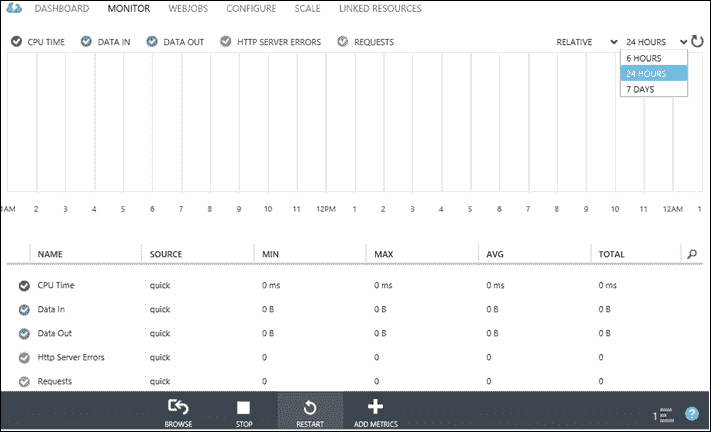 DASHBOARD MONITOR WEBJOBS CONFIGURE SCALE LINKED RESOURCES
CPU TIME DATA IN DATA OUT HTTP SERVER ERRORS REQUESTS RELATIVE 24 HOURS
6 HOURS
24 HOURS
7 DAYS
1AM 2 3 4 5 6 7 8 9 10 11 12PM 1 2 3 4 5 6 7 8 9 10 11 12AM 1
NAME SOURCE MIN MAX AVG TOTAL
CPU Time quick 0 ms 0 ms 0 ms 0 ms
Data In quick 0 B 0 B 0 B 0 B
Data Out quick 0 B 0 B 0 B 0 B
Http Server Errors quick 0 0 0 0
Requests quick 0 0 0 0
BROWSE STOP RESTART ADD METRICS 1 ?